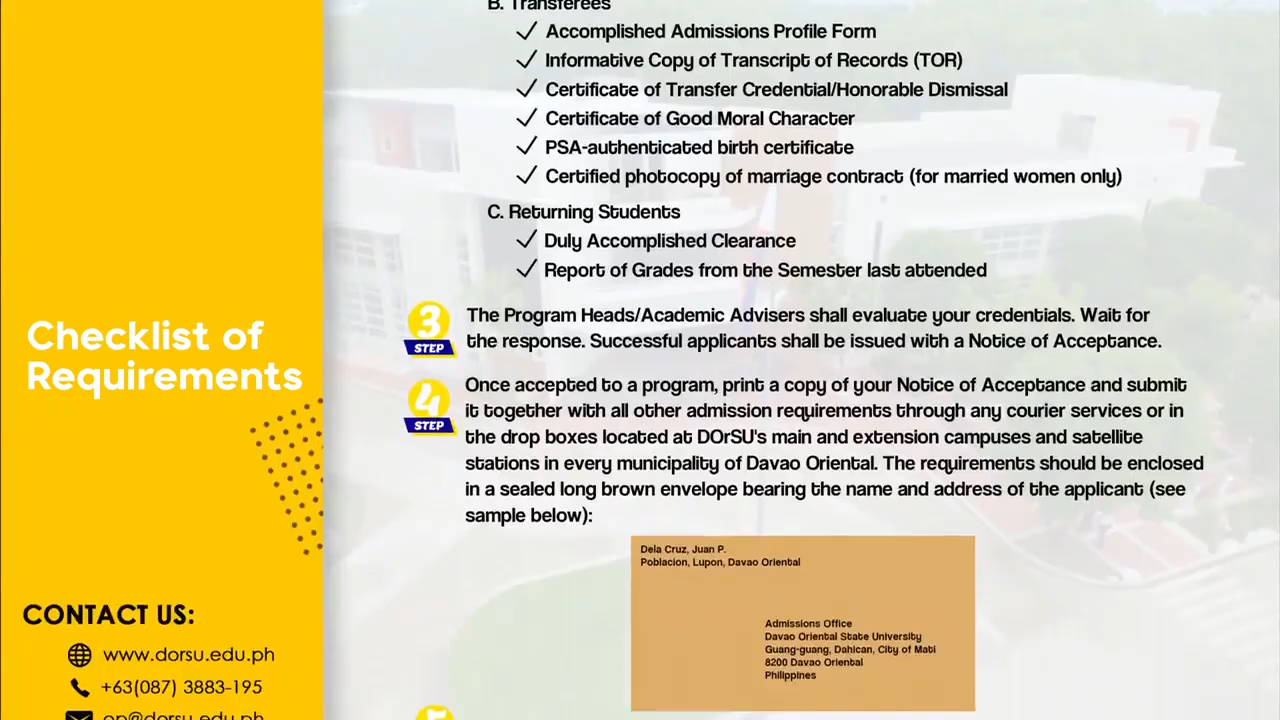 B. Transferees
Accomplished Admissions Profile Form
Informative Copy of Transcript of Records (TOR)
Certificate of Transfer Credential/Honorable Dismissal
Certificate of Good Moral Character
PSA-authenticated birth certificate
Certified photocopy of marriage contract (for married women only)
C. Returning Students
Duly Accomplished Clearance
Report of Grades from the Semester last attended
3
STEP
The Program Heads/Academic Advisers shall evaluate your credentials. Wait for
the response. Successful applicants shall be issued with a Notice of Acceptance.
4
STEP
Once accepted to a program, print a copy of your Notice of Acceptance and submit
it together with all other admission requirements through any courier services or in
the drop boxes located at DOrSU's main and extension campuses and satellite
stations in every municipality of Davao Oriental. The requirements should be enclosed
in a sealed long brown envelope bearing the name and address of the applicant (see
sample below):
Dela Cruz, Juan P.
Poblacion, Lupon, Davao Oriental
Admissions Office
Davao Oriental State University
Guang-guang, Dahican, City of Mati
8200 Davao Oriental
Philippines
5
Checklist of
Requirements
CONTACT US:
www.dorsu.edu.ph
+63(087) 3883-195
op@dorsu.edu.ph